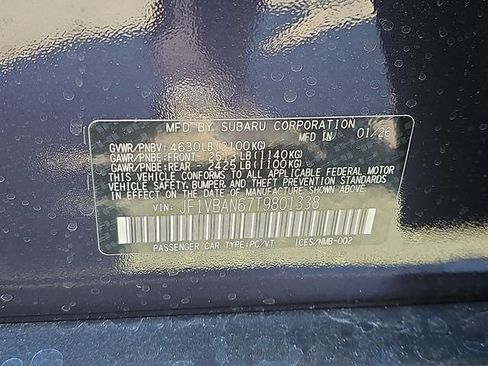 MFD. BY SUBARU CORPORATION IN 01/26
GVWR/PNBV: 4630LB(2100KG)
GAWR/PNBE: FRONT - 2513LB(1140KG)
GAWR/PNBE: REAR - 2425LB(1100KG)
THIS VEHICLE CONFORMS TO ALL APPLICABLE FEDERAL MOTOR
VEHICLE SAFETY, BUMPER, AND THEFT PREVENTION STANDARDS
IN EFFECT ON THE DATE OF MANUFACTURE SHOWN ABOVE.
VIN: JF1VBAN67T9801338
PASSENGER CAR TYPE:PC/VT ICES/NMB-002